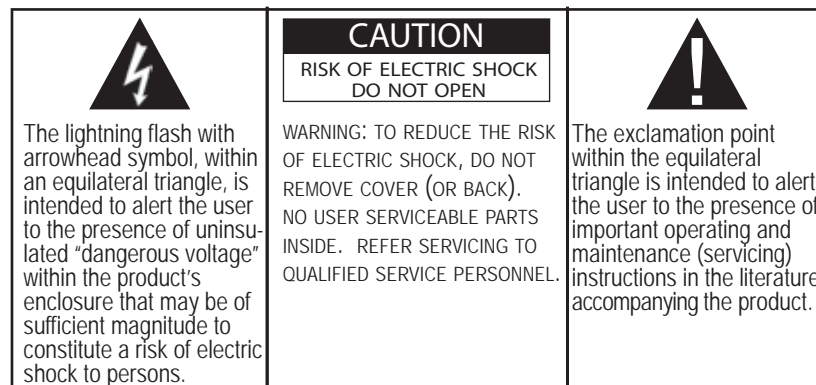 The lightning flash with
arrowhead symbol, within
an equilateral triangle, is
intended to alert the user
to the presence of uninsu-
lated "dangerous voltage"
within the product's
enclosure that may be of
sufficient magnitude to
constitute a risk of electric
shock to persons.
CAUTION
RISK OF ELECTRIC SHOCK
DO NOT OPEN
WARNING: TO REDUCE THE RISK
OF ELECTRIC SHOCK, DO NOT
REMOVE COVER (OR BACK).
NO USER SERVICEABLE PARTS
INSIDE. REFER SERVICING TO
QUALIFIED SERVICE PERSONNEL.
!
The exclamation point
within the equilateral
triangle is intended to alert
the user to the presence of
important operating and
maintenance (servicing)
instructions in the literature
accompanying the product.